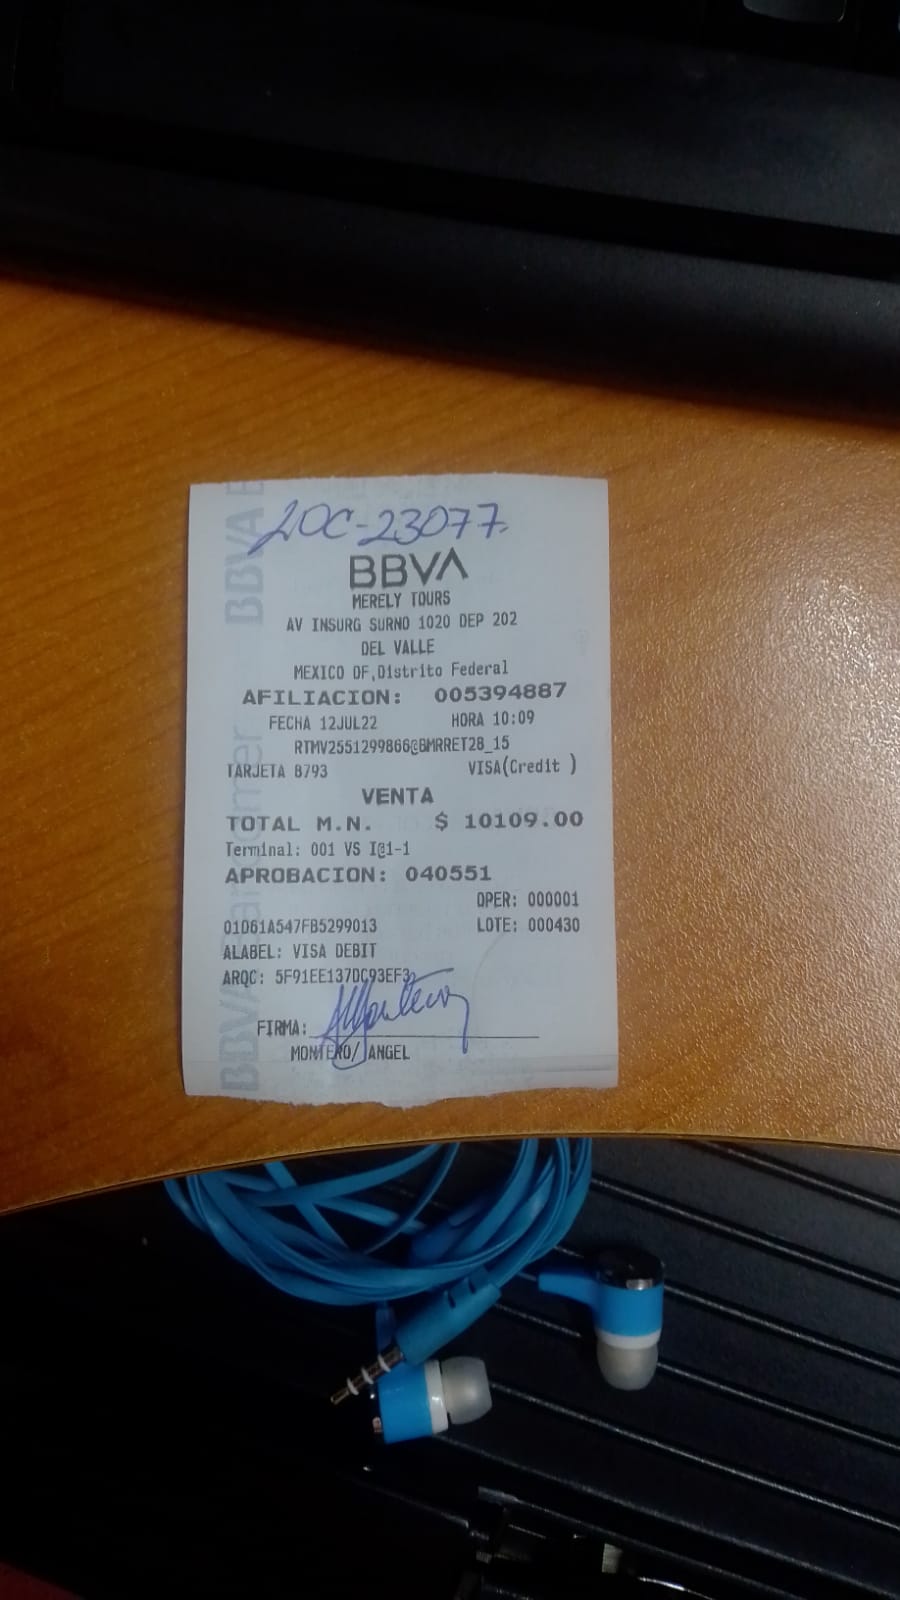 LOC-23077.
BBVA
MERELY TOURS
AV INSURG SURNO 1020 DEP 202
DEL VALLE
MEXICO DF,Distrito Federal
AFILIACION: 005394887
FECHA 12JUL22 HORA 10:09
RTMV2551299866@BMRRET28_15
TARJETA 8793 VISA(Credit )
VENTA
TOTAL M.N. $ 10109.00
Terminal: 001 VS I@1-1
APROBACION: 040551
OPER: 000001
01D61A547FB5299013 LOTE: 000430
ALABEL: VISA DEBIT
ARQC: 5F91EE137DC93EF3
FIRMA:
MONTERO/ ANGEL